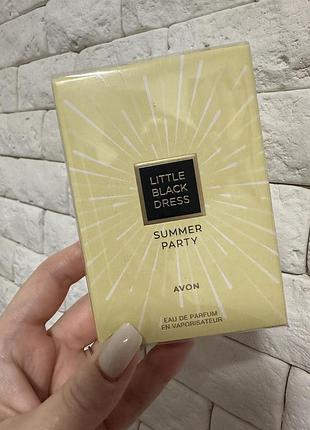 LITTLE
BLACK
DRESS
SUMMER
PARTY
AVON
EAU DE PARFUM
EN VAPORISATEUR